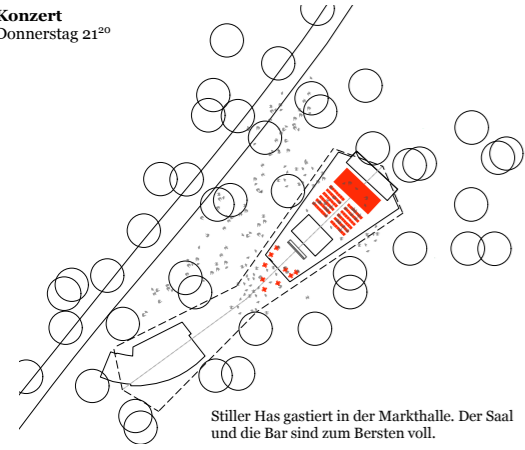 Konzert
Donnerstag 21²⁰
Stiller Has gastiert in der Markthalle. Der Saal
und die Bar sind zum Bersten voll.